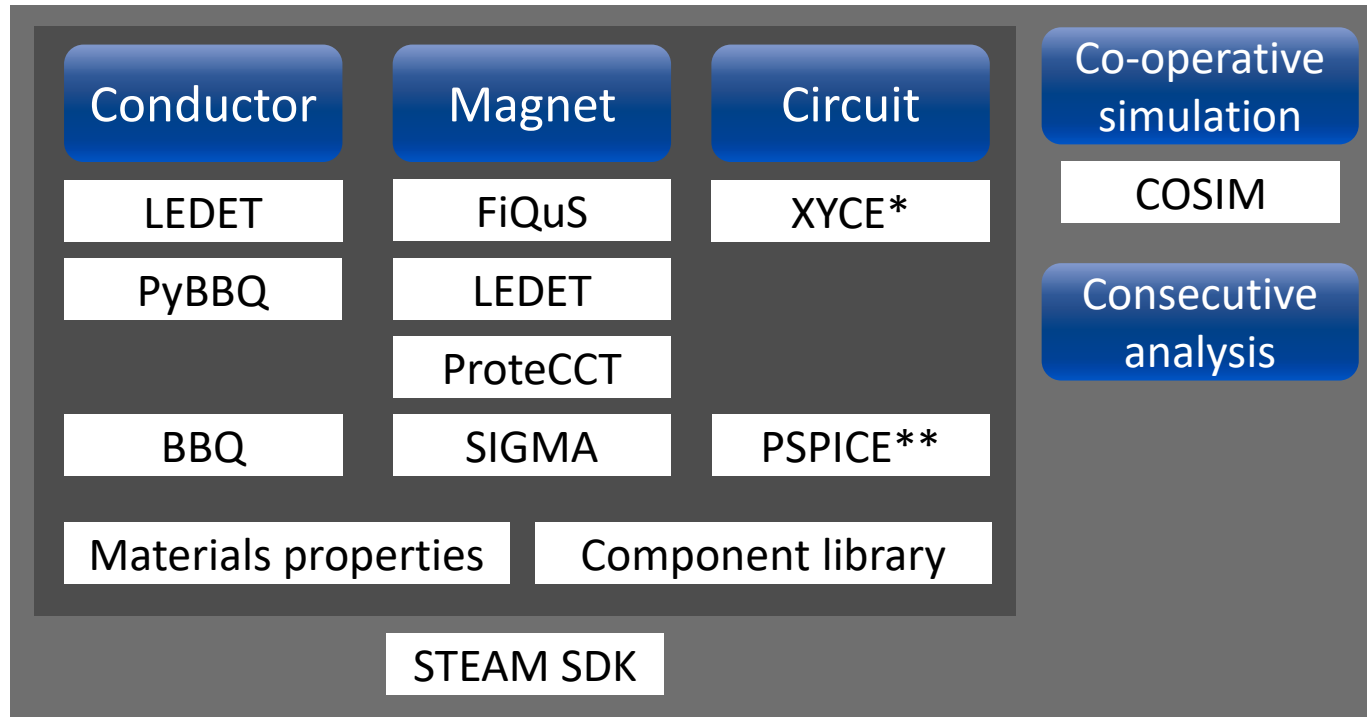 Conductor
Magnet
Circuit
Co-operative
simulation
LEDET
FiQuS
XYCE*
COSIM
PyBBQ
LEDET
Consecutive
analysis
ProteCCT
BBQ
SIGMA
PSPICE**
Materials properties
Component library
STEAM SDK